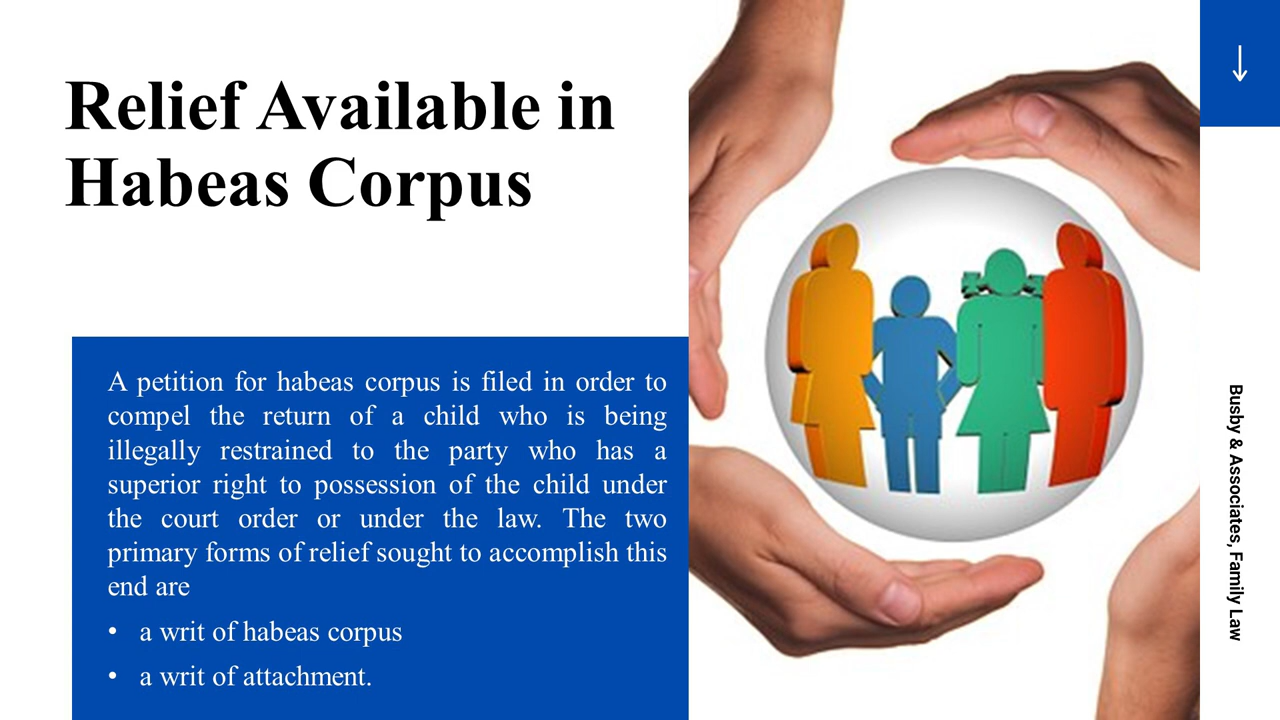 Relief Available in
Habeas Corpus
A petition for habeas corpus is filed in order to
compel the return of a child who is being
illegally restrained to the party who has a
superior right to possession of the child under
the court order or under the law. The two
primary forms of relief sought to accomplish this
end are
• a writ of habeas corpus
• a writ of attachment.
Busby & Associates, Family Law